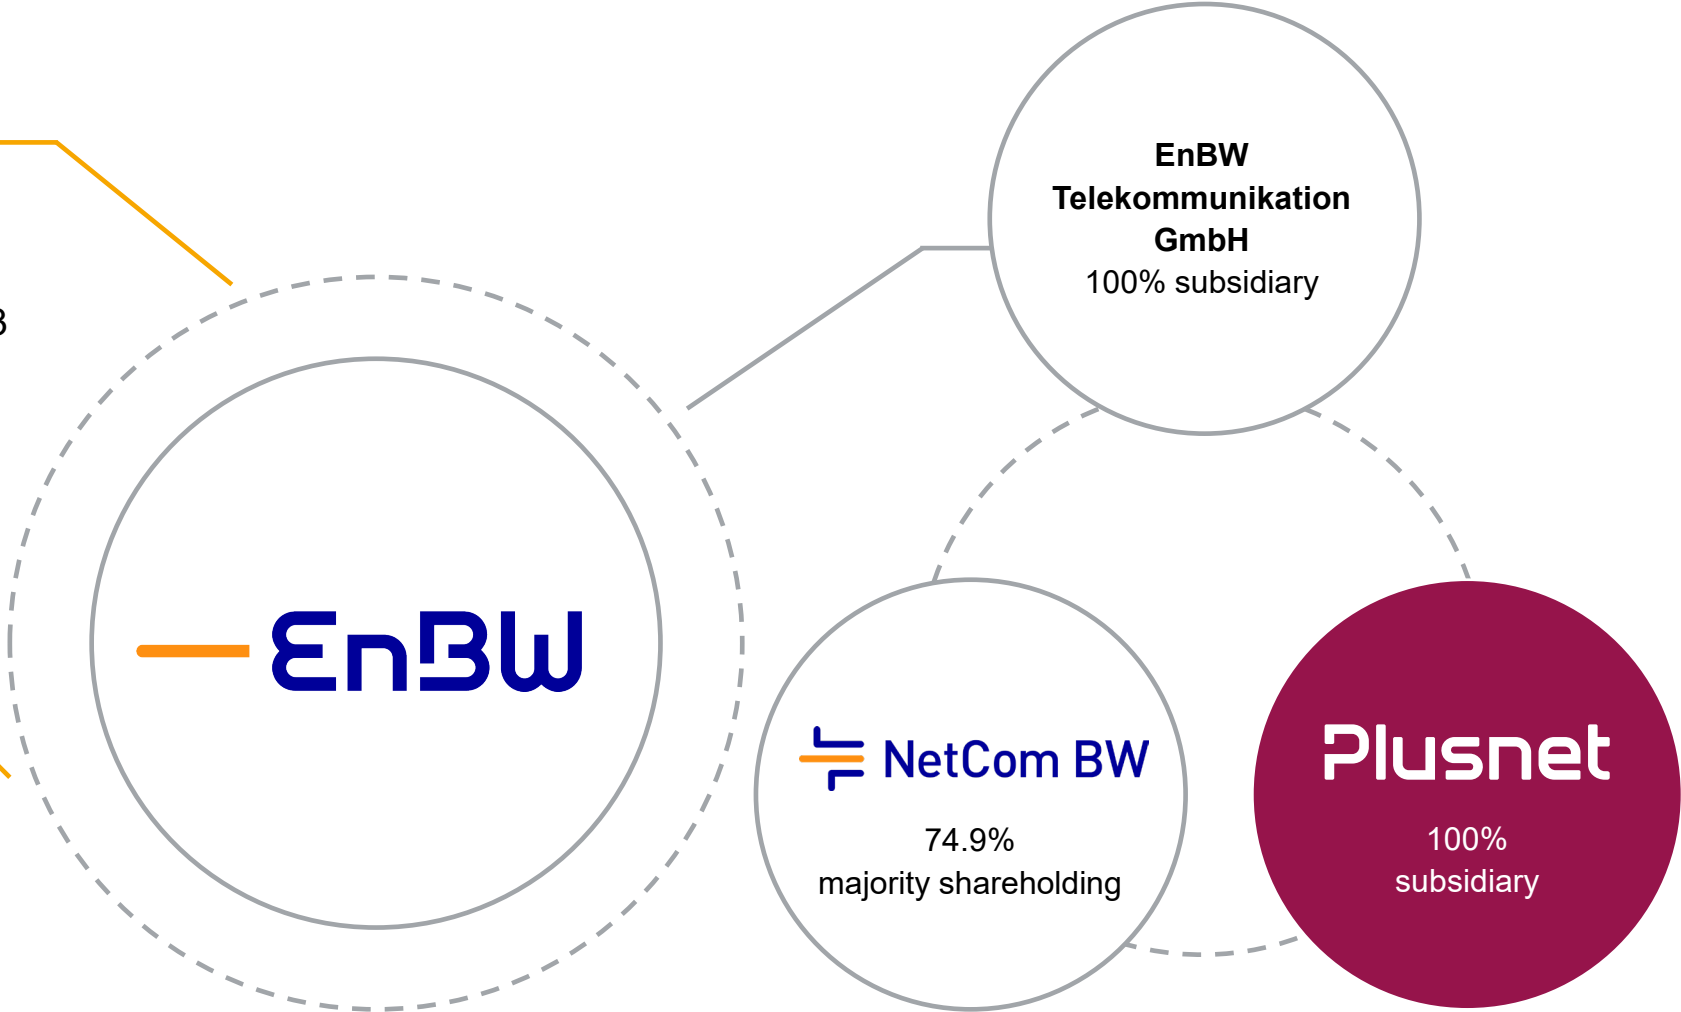 EnBW
Telekommunikation
GmbH
100% subsidiary
EnBW
NetCom BW
74.9%
majority shareholding
Plusnet
100%
subsidiary